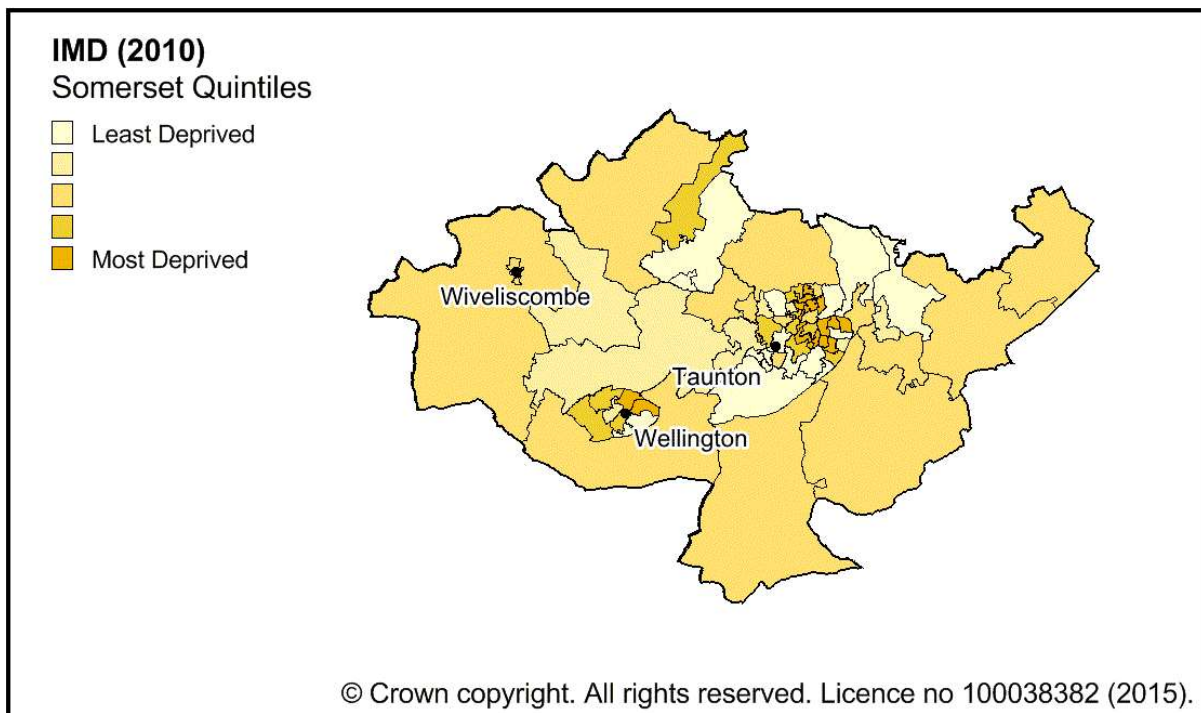 IMD (2010)
Somerset Quintiles
Least Deprived
Most Deprived
Wiveliscombe
Taunton
Wellington
© Crown copyright. All rights reserved. Licence no 100038382 (2015).